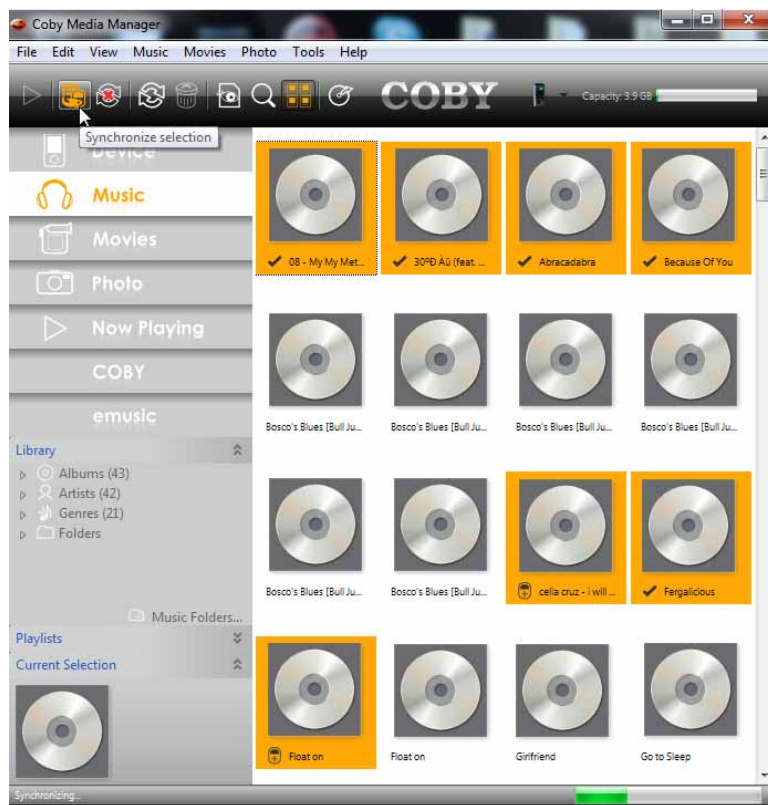 Coby Media Manager
File Edit View Music Movies Photo Tools Help
COBY
Capacity: 3.9 GB
Synchronize selection
Device
Music
Movies
Photo
Now Playing
COBY
emusic
Library
Albums (43)
Artists (42)
Genres (21)
Folders
Music Folders...
Playlists
Current Selection
08 - My My Met...
30ºÐ Àü (feat. ...
Abracadabra
Because Of You
Bosco's Blues [Bull Ju...
Bosco's Blues [Bull Ju...
Bosco's Blues [Bull Ju...
Bosco's Blues [Bull Ju...
Bosco's Blues [Bull Ju...
Bosco's Blues [Bull Ju...
celia cruz - i will ...
Fergalicious
Float on
Float on
Girlfriend
Go to Sleep
Synchronizing...